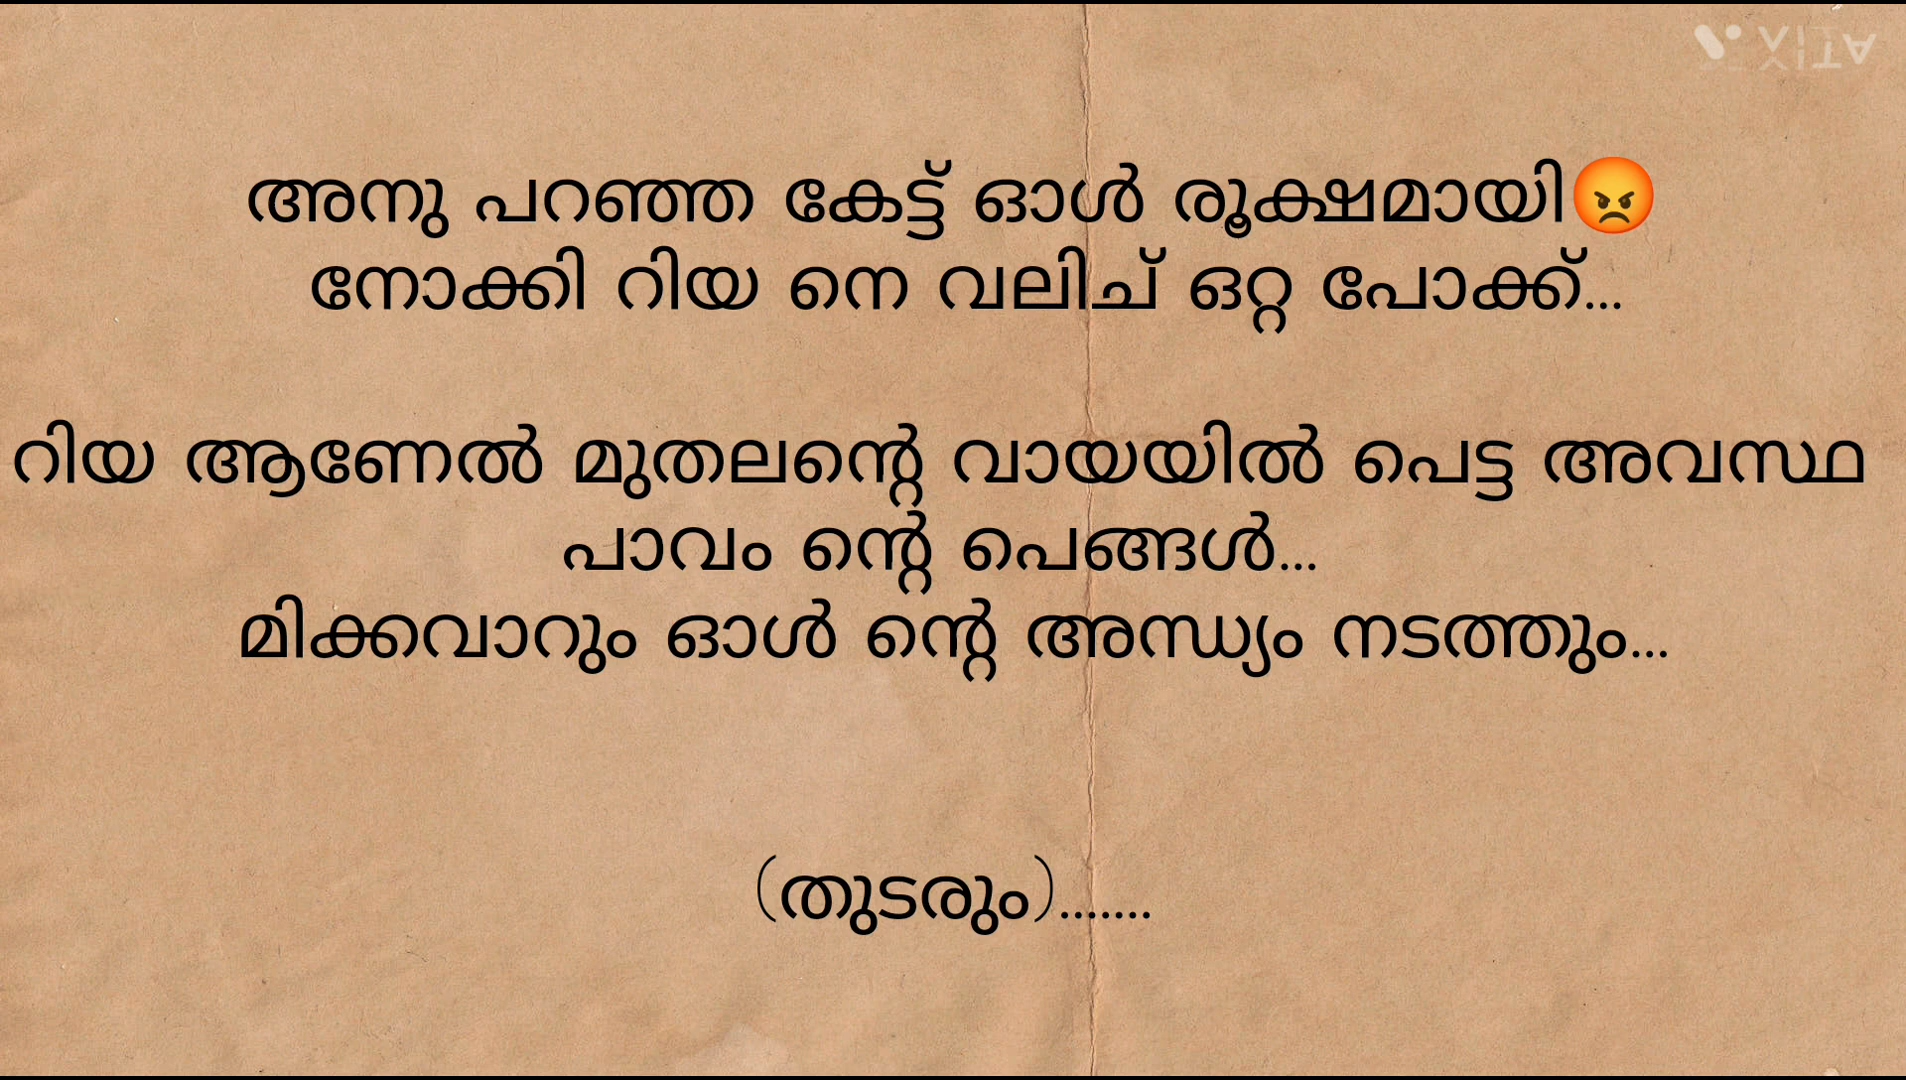 അനു പറഞ്ഞ കേട്ട് ഓൾ രൂക്ഷമായി😡
നോക്കി റിയ നെ വലിച് ഒറ്റ പോക്ക്...
റിയ ആണേൽ മുതലന്റെ വായയിൽ പെട്ട അവസ്ഥ
പാവം ന്റെ പെങ്ങൾ...
മിക്കവാറും ഓൾ ന്റെ അന്ധ്യം നടത്തും...
(തുടരും).......